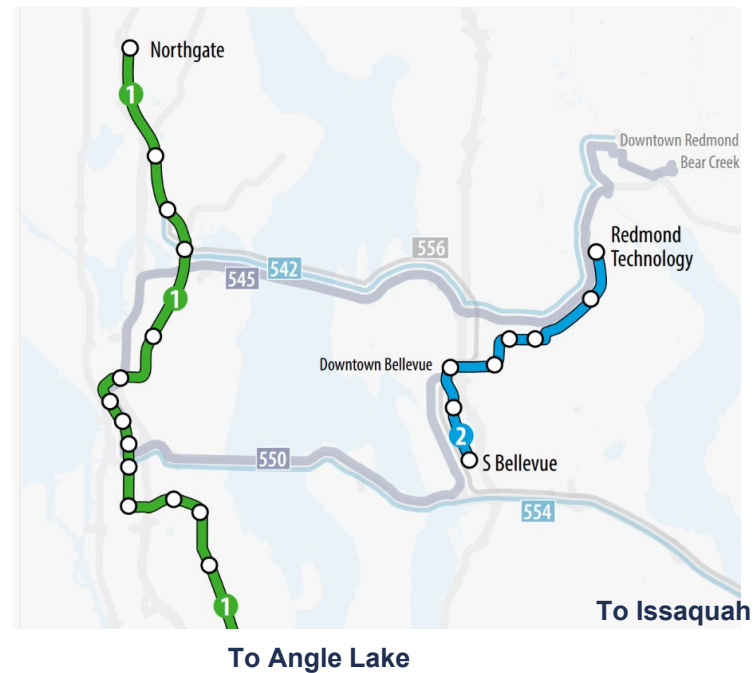 Northgate
1
Downtown Redmond
Bear Creek
Redmond
Technology
556
542
545
1
Downtown Bellevue
2
550
S Bellevue
554
1
To Issaquah
To Angle Lake